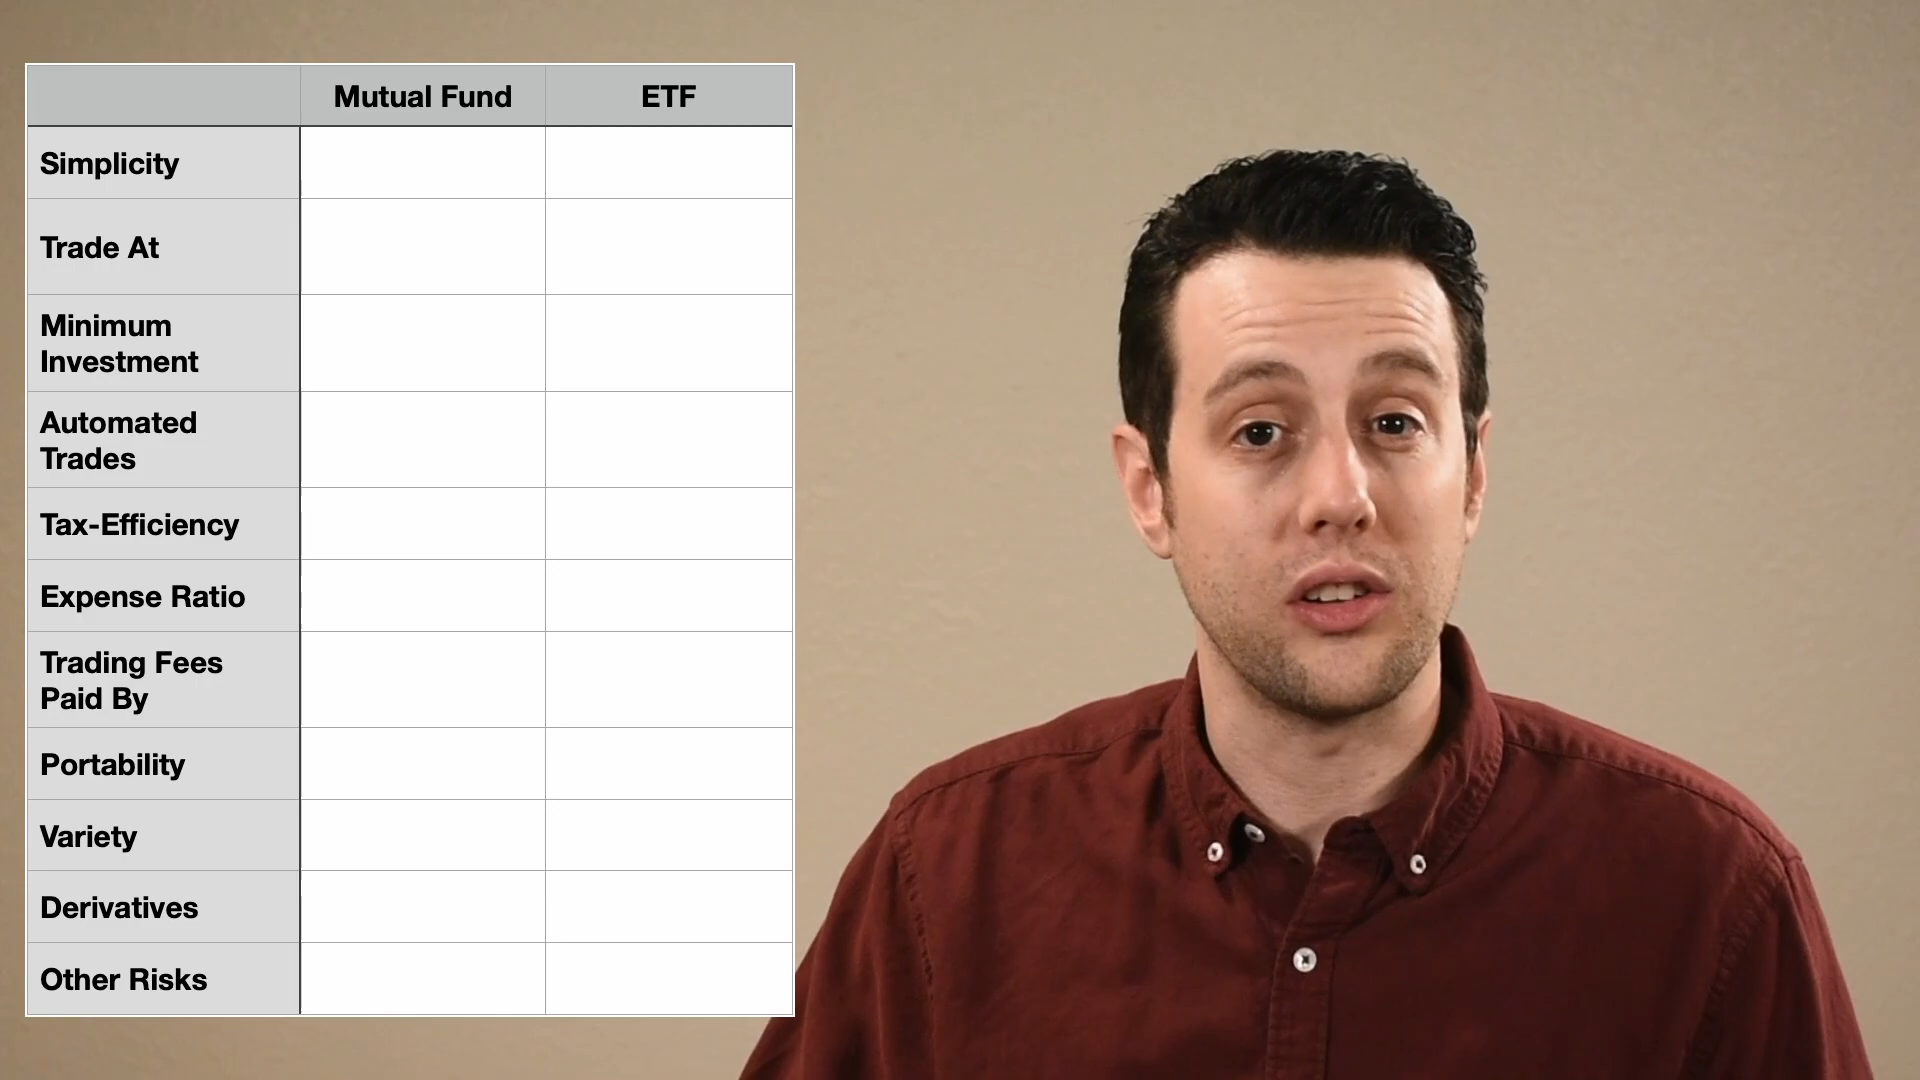 Mutual Fund ETF
Simplicity
Trade At
Minimum
Investment
Automated
Trades
Tax-Efficiency
Expense Ratio
Trading Fees
Paid By
Portability
Variety
Derivatives
Other Risks